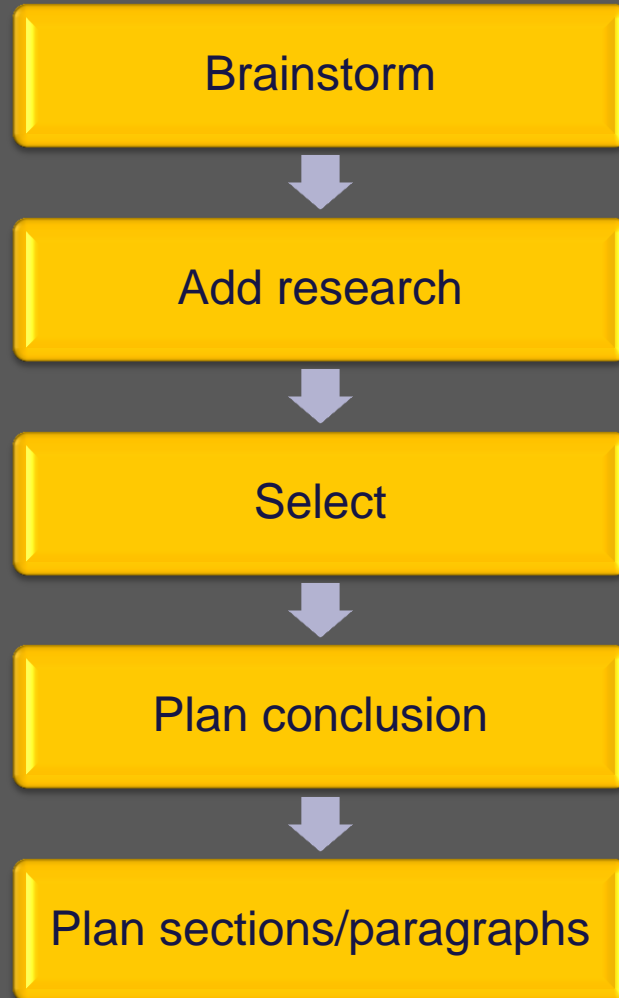 Brainstorm
Add research
Select
Plan conclusion
Plan sections/paragraphs